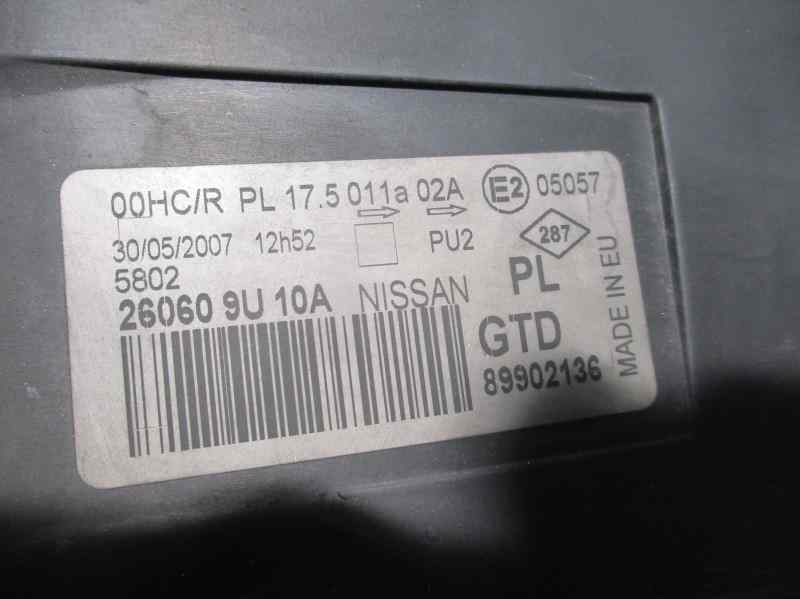 00HC/R PL 17.5 011a 02A E2 05057
30/05/2007 12h52 PU2 287
5802 PL
26060 9U 10A NISSAN
GTD
89902136
MADE IN EU